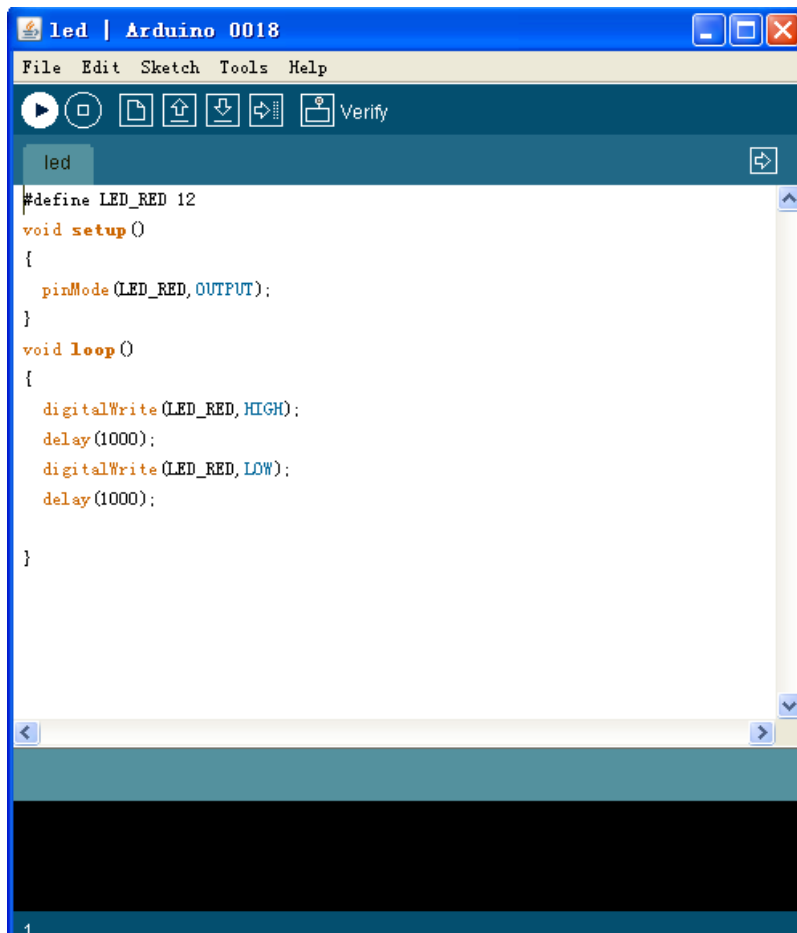 led | Arduino 0018
File Edit Sketch Tools Help
Verify
led
#define LED_RED 12
void setup()
{
  pinMode(LED_RED,OUTPUT);
}
void loop()
{
  digitalWrite(LED_RED,HIGH);
  delay(1000);
  digitalWrite(LED_RED,LOW);
  delay(1000);
}
1